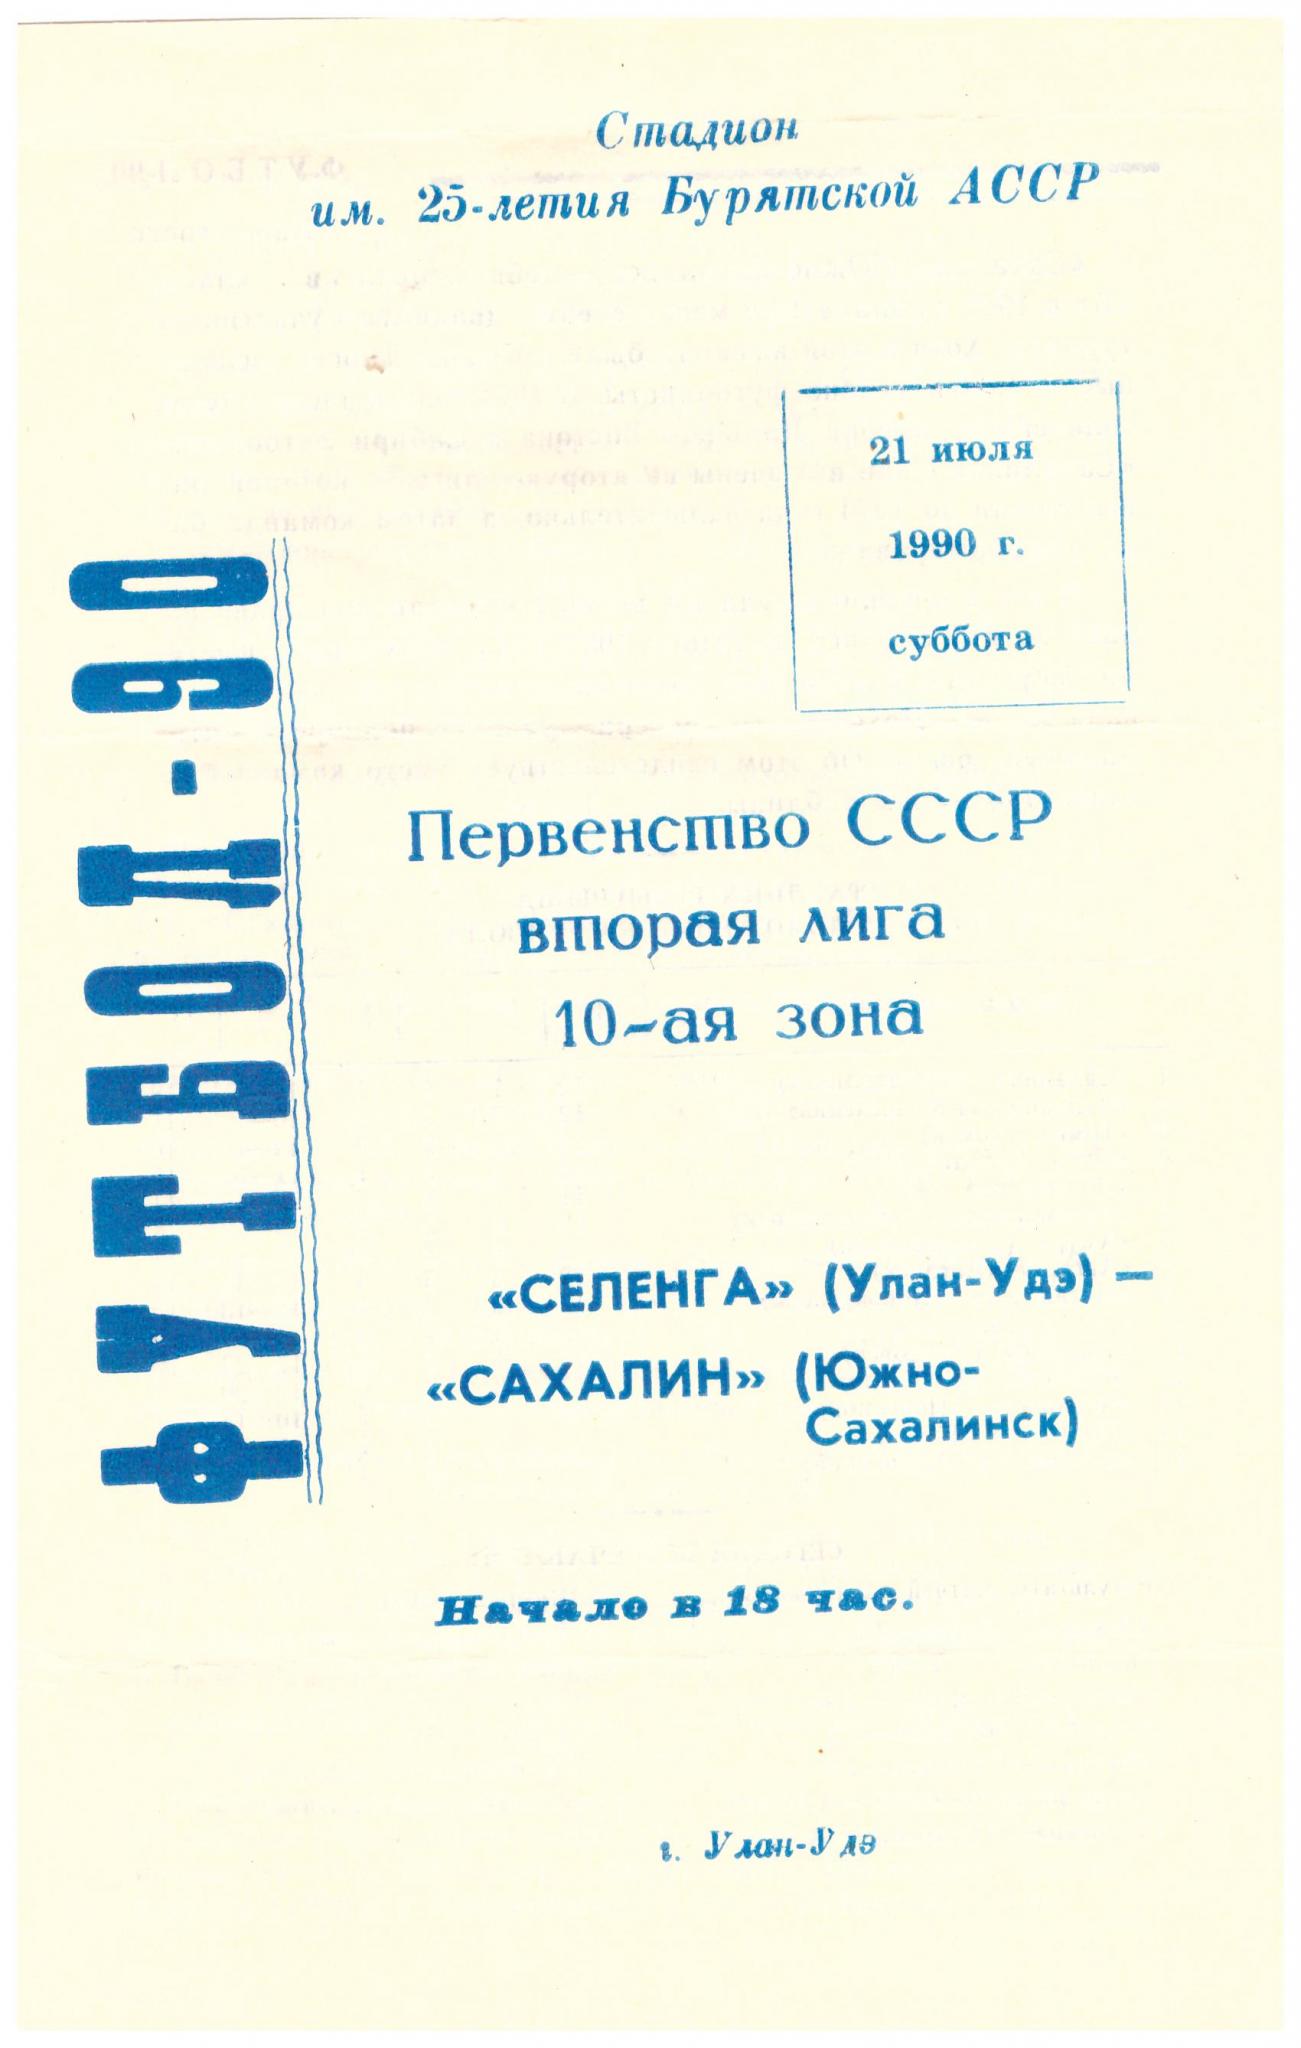 Стадион
им. 25-летия Бурятской АССР
21 июля
1990 г.
суббота
ФУТБОЛ-90
Первенство СССР
вторая лига
10-ая зона
«СЕЛЕНГА» (Улан-Удэ) —
«САХАЛИН» (Южно-
Сахалинск)
Начало в 18 час.
г. Улан-Удэ